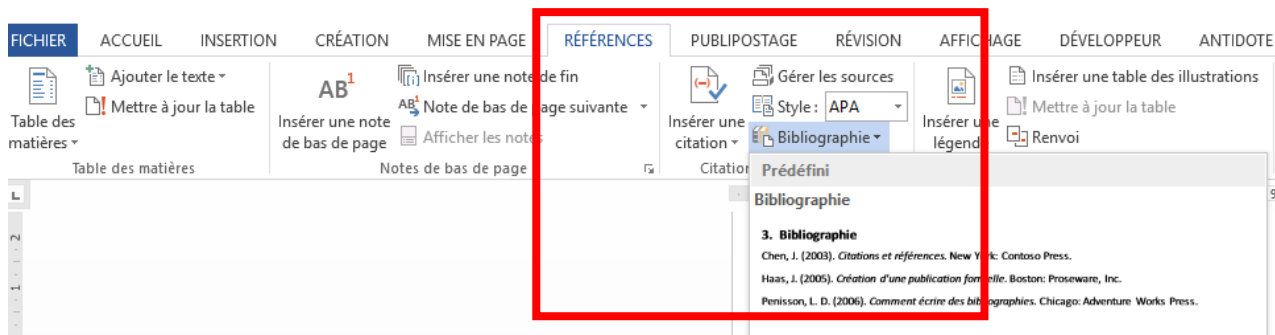 FICHIER ACCUEIL INSERTION CRÉATION MISE EN PAGE RÉFÉRENCES PUBLIPOSTAGE RÉVISION AFFICHAGE DÉVELOPPEUR ANTIDOTE
Table des matières
Ajouter le texte
Mettre à jour la table
Table des matières
AB1
Insérer une note de bas de page
Insérer une note de fin
AB1 Note de bas de page suivante
Afficher les notes
Notes de bas de page
Insérer une citation
Gérer les sources
Style : APA
Bibliographie
Citation
Insérer une légende
Insérer une table des illustrations
Mettre à jour la table
Renvoi
Prédéfini
Bibliographie
3. Bibliographie
Chen, J. (2003). Citations et références. New York: Contoso Press.
Haas, J. (2005). Création d'une publication formelle. Boston: Proseware, Inc.
Penisson, L. D. (2006). Comment écrire des bibliographies. Chicago: Adventure Works Press.
2
1
9